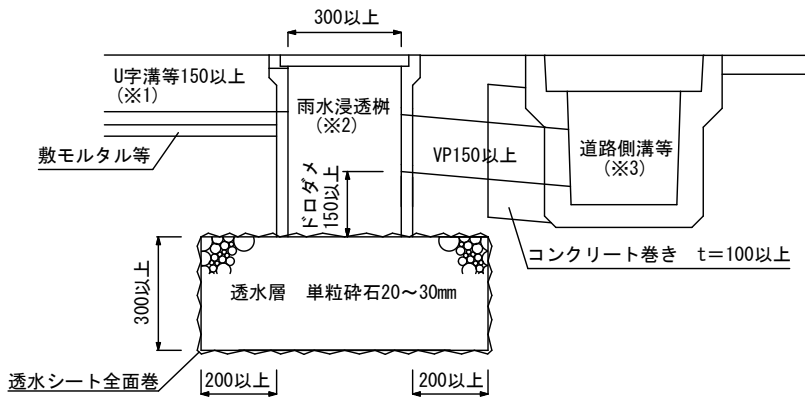 300以上
U字溝等150以上
(※1)
雨水浸透桝
(※2)
道路側溝等
(※3)
敷モルタル等
VP150以上
ドロダメ
150以上
コンクリート巻き t=100以上
透水層 単粒砕石20～30mm
300以上
透水シート全面巻
200以上
200以上